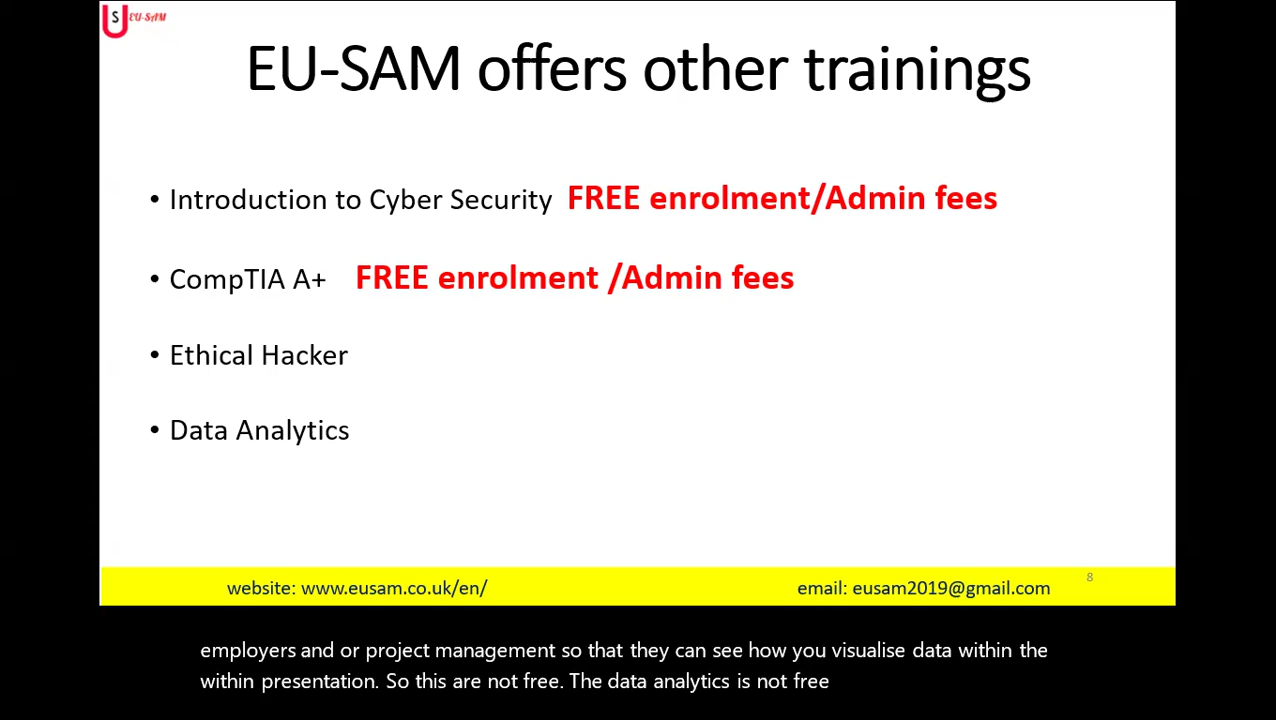 S EU-SAM
EU-SAM offers other trainings
• Introduction to Cyber Security FREE enrolment/Admin fees
• CompTIA A+ FREE enrolment /Admin fees
• Ethical Hacker
• Data Analytics
website: www.eusam.co.uk/en/ email: eusam2019@gmail.com 8
employers and or project management so that they can see how you visualise data within the
within presentation. So this are not free. The data analytics is not free